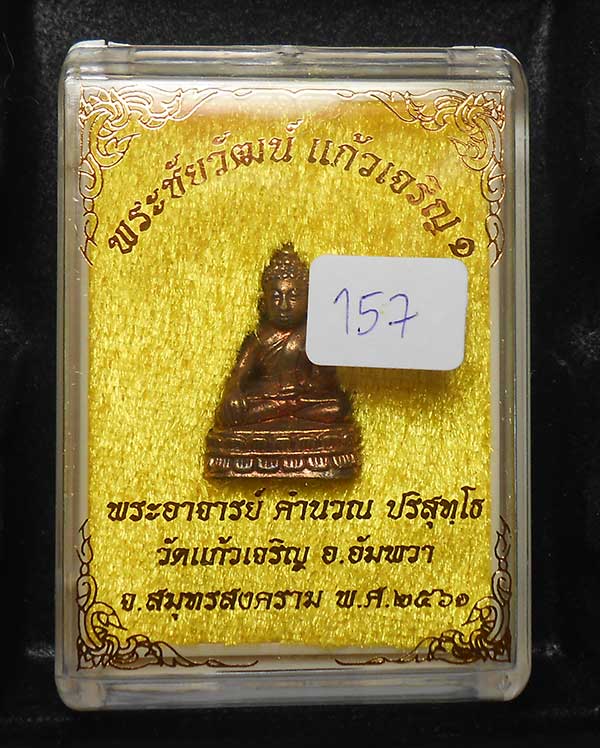 พระชัยวัฒน์ แก้วเจริญ ๑
157
พระอาจารย์ คำนวณ ปริสุทฺโธ
วัดแก้วเจริญ อ.อัมพวา
จ.สมุทรสงคราม พ.ศ.๒๕๖๑